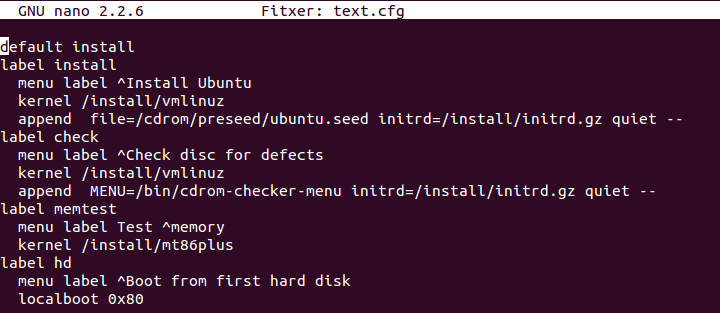 GNU nano 2.2.6 Fitxer: text.cfg
default install
label install
  menu label ^Install Ubuntu
  kernel /install/vmlinuz
  append  file=/cdrom/preseed/ubuntu.seed initrd=/install/initrd.gz quiet --
label check
  menu label ^Check disc for defects
  kernel /install/vmlinuz
  append  MENU=/bin/cdrom-checker-menu initrd=/install/initrd.gz quiet --
label memtest
  menu label Test ^memory
  kernel /install/mt86plus
label hd
  menu label ^Boot from first hard disk
  localboot 0x80